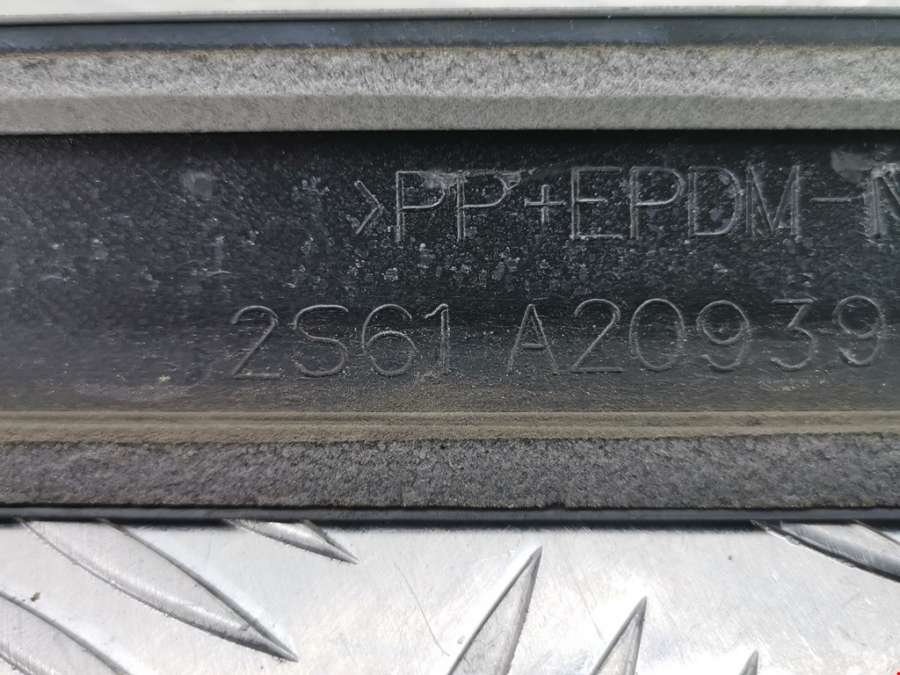 >PP+EPDM-
2S61 A20939